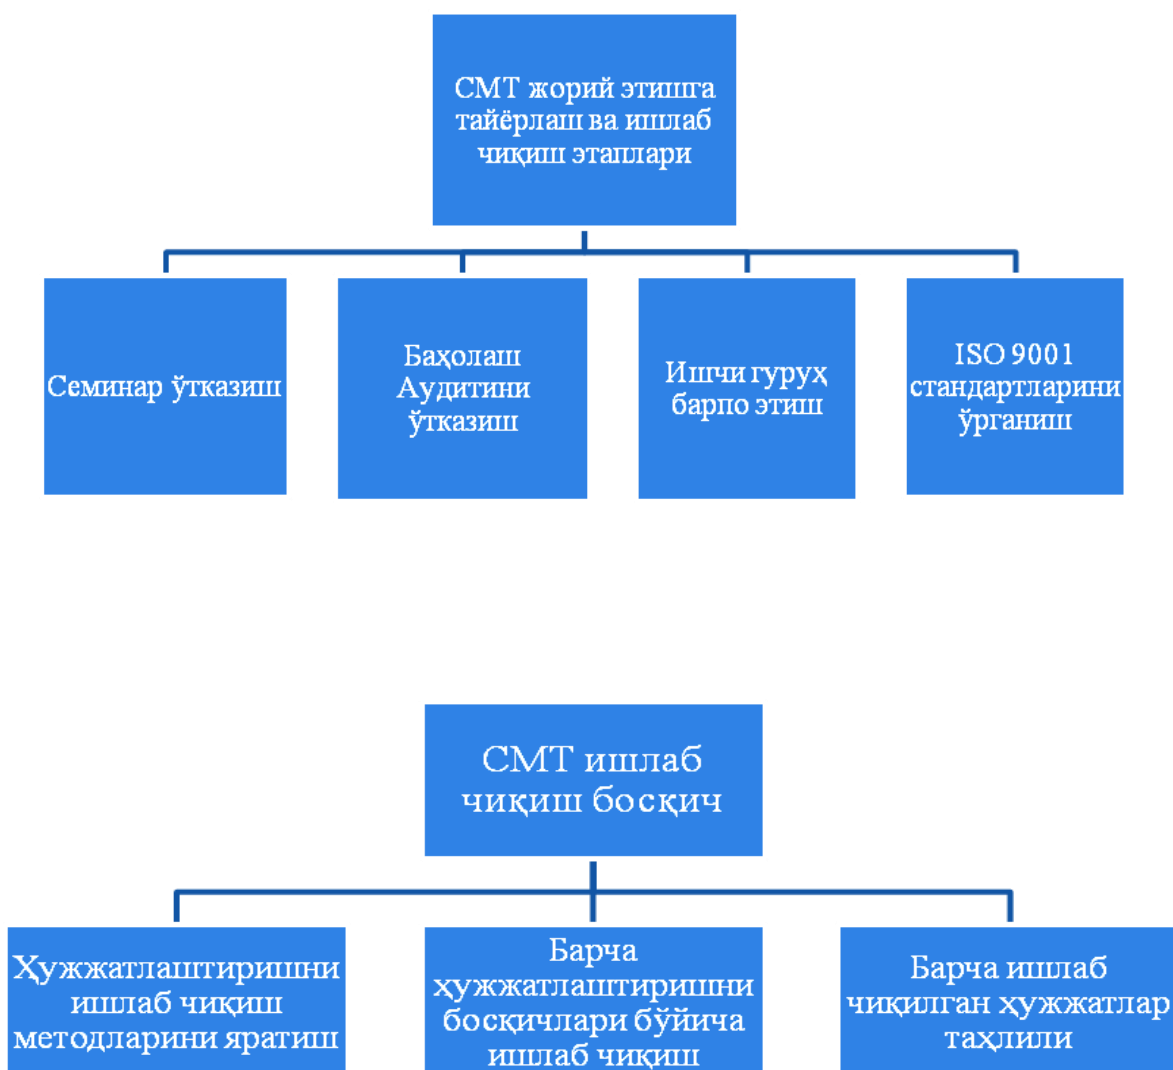 СМТ жорий этишга
тайёрлаш ва ишлаб
чиқиш этаплари
Семинар ўтказиш
Баҳолаш
Аудитини
ўтказиш
Ишчи гуруҳ
барпо этиш
ISO 9001
стандартларини
ўрганиш
СМТ ишлаб
чиқиш босқич
Ҳужжатлаштиришни
ишлаб чиқиш
методларини яратиш
Барча
ҳужжатлаштиришни
босқичлари бўйича
ишлаб чиқиш
Барча ишлаб
чиқилган ҳужжатлар
таҳлили